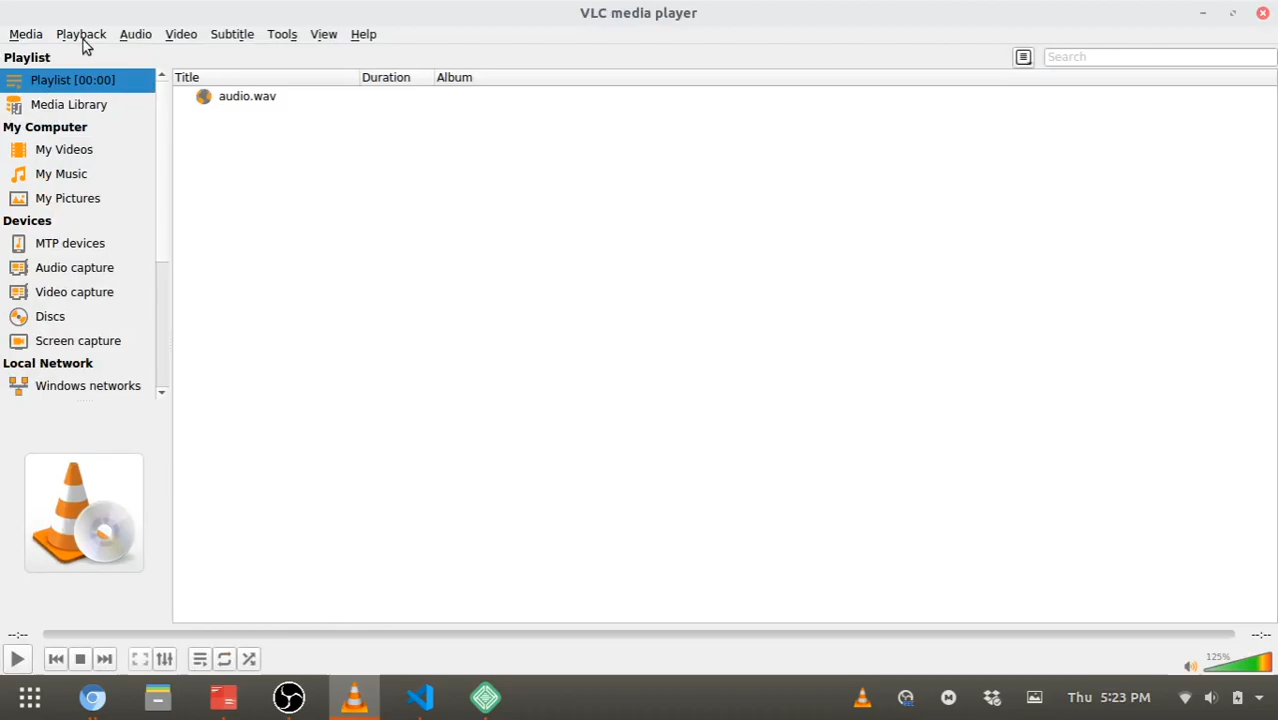 VLC media player
Media Playback Audio Video Subtitle Tools View Help
Playlist
Search
Playlist [00:00]
Title Duration Album
audio.wav
Media Library
My Computer
My Videos
My Music
My Pictures
Devices
MTP devices
Audio capture
Video capture
Discs
Screen capture
Local Network
Windows networks
--:-- --:--
125%
Thu 5:23 PM